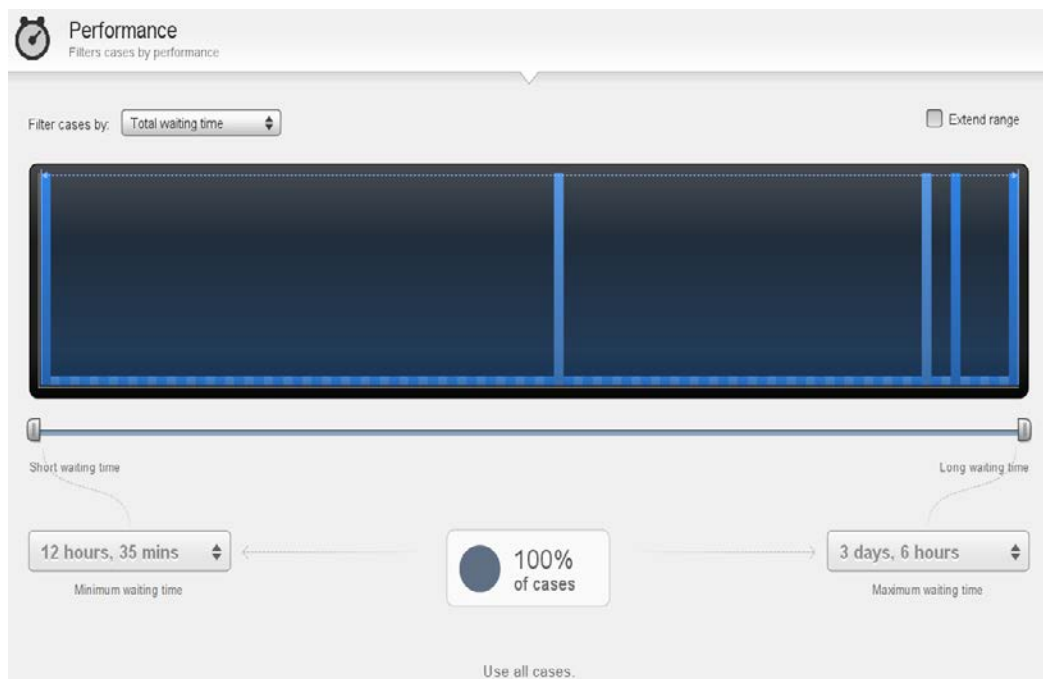 Performance
Filters cases by performance
Filter cases by: Total waiting time
Extend range
Short waiting time
Long waiting time
12 hours, 35 mins
100%
of cases
3 days, 6 hours
Minimum waiting time
Maximum waiting time
Use all cases.